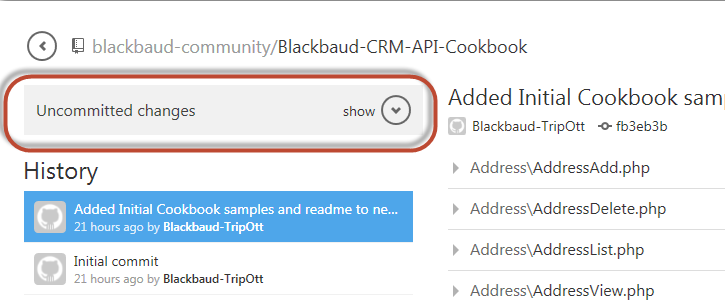 blackbaud-community/Blackbaud-CRM-API-Cookbook
Uncommitted changes
show
History
Added Initial Cookbook samples and readme to ne...
21 hours ago by Blackbaud-TripOtt
Initial commit
21 hours ago by Blackbaud-TripOtt
Added Initial Cookbook sam
Blackbaud-TripOtt fb3eb3b
Address\AddressAdd.php
Address\AddressDelete.php
Address\AddressList.php
Address\AddressView.php